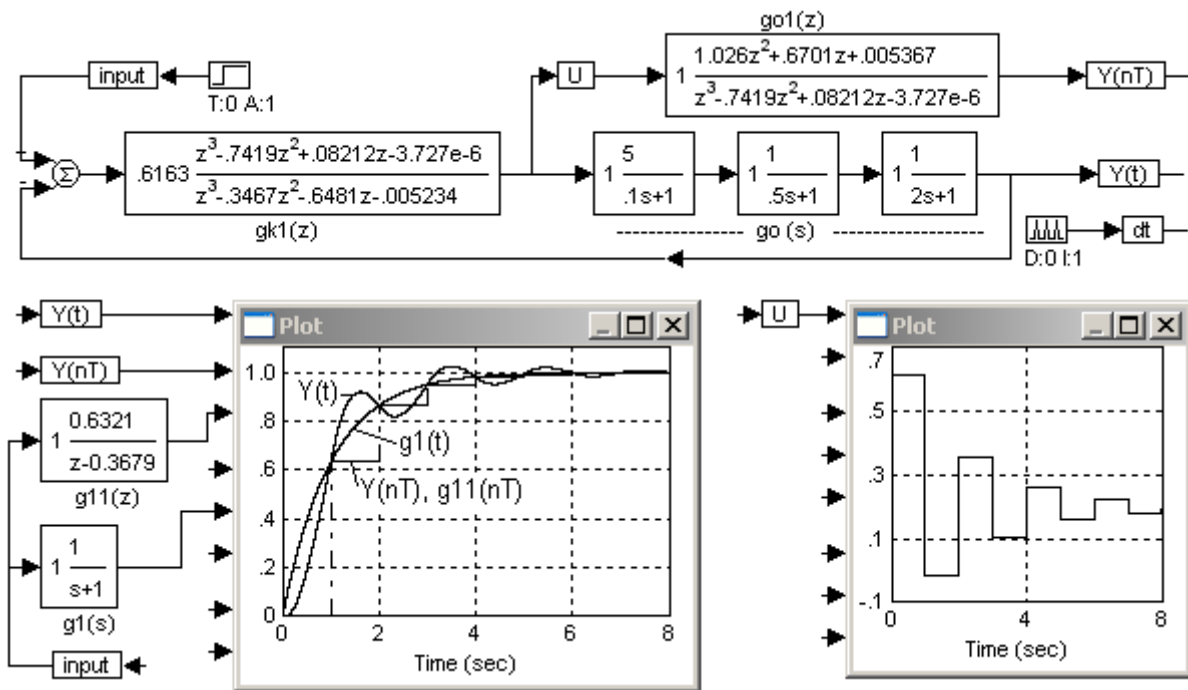 go1(z)
input
T:0 A:1
U
1 1.026z²+.6701z+.005367
z³-.7419z²+.08212z-3.727e-6
Y(nT)
+
-
Σ
.6163 z³-.7419z²+.08212z-3.727e-6
z³-.3467z²-.6481z-.005234
gk1(z)
1 5
.1s+1
1 1
.5s+1
1 1
2s+1
go (s)
Y(t)
dt
D:0 I:1
Y(t)
Y(nT)
1 0.6321
z-0.3679
g11(z)
1 1
s+1
g1(s)
input
Plot
1.0
.8
.6
.4
.2
0
Y(t)
g1(t)
Y(nT), g11(nT)
0 2 4 6 8
Time (sec)
U
Plot
.7
.5
.3
.1
-.1
0 4 8
Time (sec)